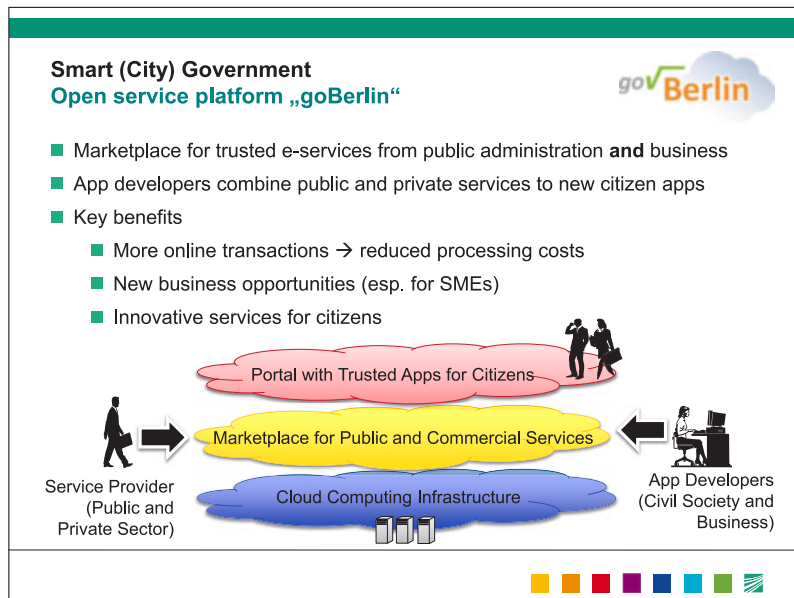 Smart (City) Government
Open service platform „goBerlin“
go√Berlin
■ Marketplace for trusted e-services from public administration and business
■ App developers combine public and private services to new citizen apps
■ Key benefits
■ More online transactions → reduced processing costs
■ New business opportunities (esp. for SMEs)
■ Innovative services for citizens
Portal with Trusted Apps for Citizens
Marketplace for Public and Commercial Services
Cloud Computing Infrastructure
Service Provider
(Public and
Private Sector)
App Developers
(Civil Society and
Business)